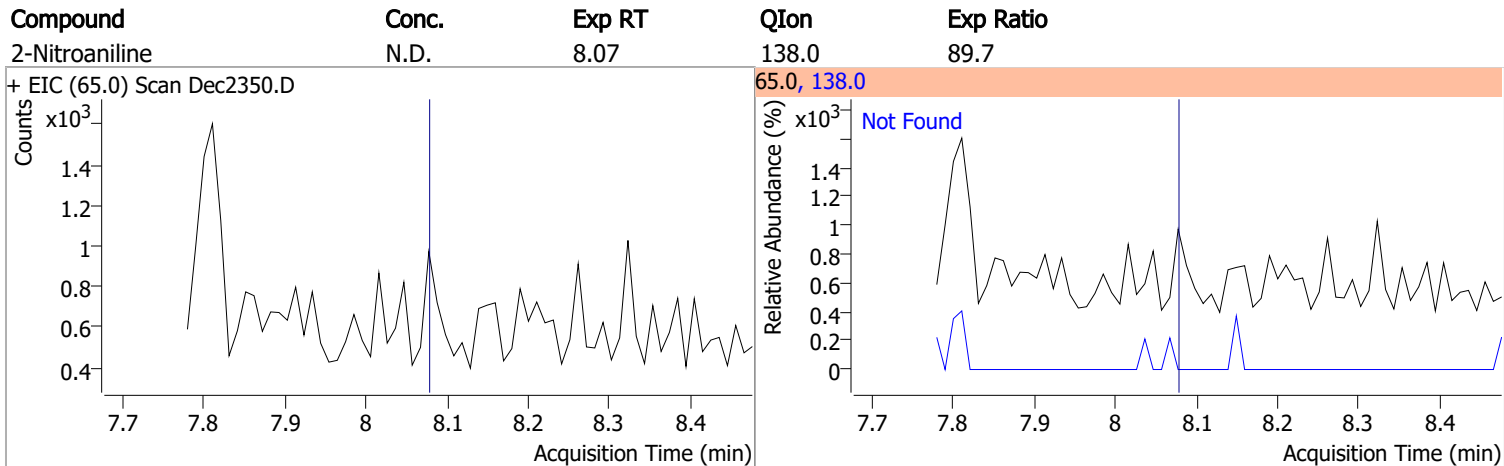 Compound Conc. Exp RT QIon Exp Ratio
2-Nitroaniline N.D. 8.07 138.0 89.7
+ EIC (65.0) Scan Dec2350.D
Counts
x10³
1.4
1.2
1
0.8
0.6
0.4
7.7 7.8 7.9 8 8.1 8.2 8.3 8.4
Acquisition Time (min)
65.0, 138.0
Relative Abundance (%)
x10³
Not Found
1.4
1.2
1
0.8
0.6
0.4
0.2
0
7.7 7.8 7.9 8 8.1 8.2 8.3 8.4
Acquisition Time (min)